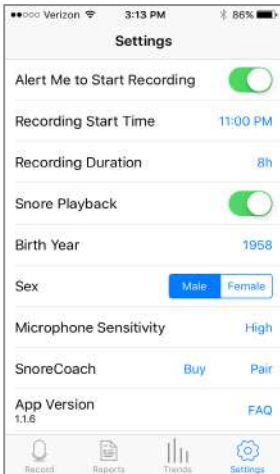 Verizon 3:13 PM 86%
Settings
Alert Me to Start Recording
Recording Start Time 11:00 PM
Recording Duration 8h
Snore Playback
Birth Year 1958
Sex Male Female
Microphone Sensitivity High
SnoreCoach Buy Pair
App Version FAQ
1.1.6
Record Reports Trends Settings